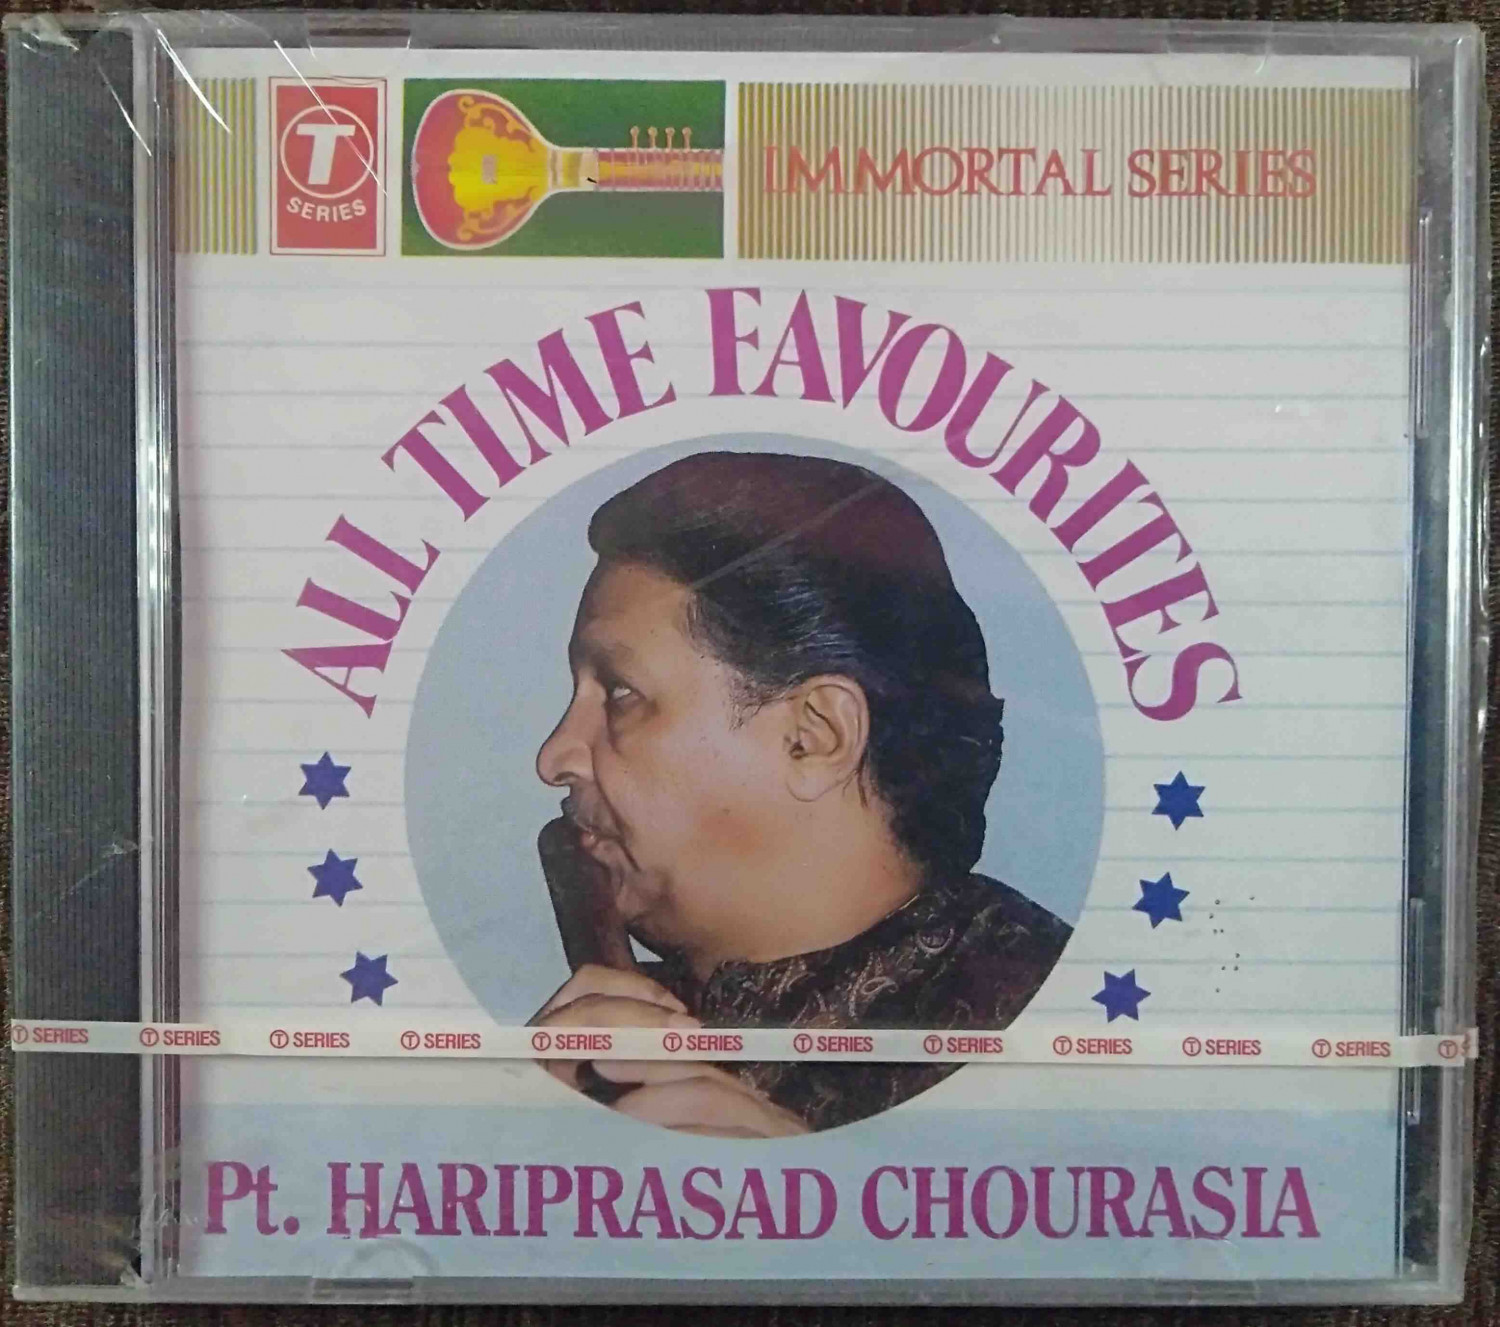 T
SERIES
IMMORTAL SERIES
ALL TIME FAVOURITES
T SERIES T SERIES T SERIES T SERIES T SERIES T SERIES T SERIES T SERIES T SERIES T SERIES T SERIES T
Pt. HARIPRASAD CHOURASIA